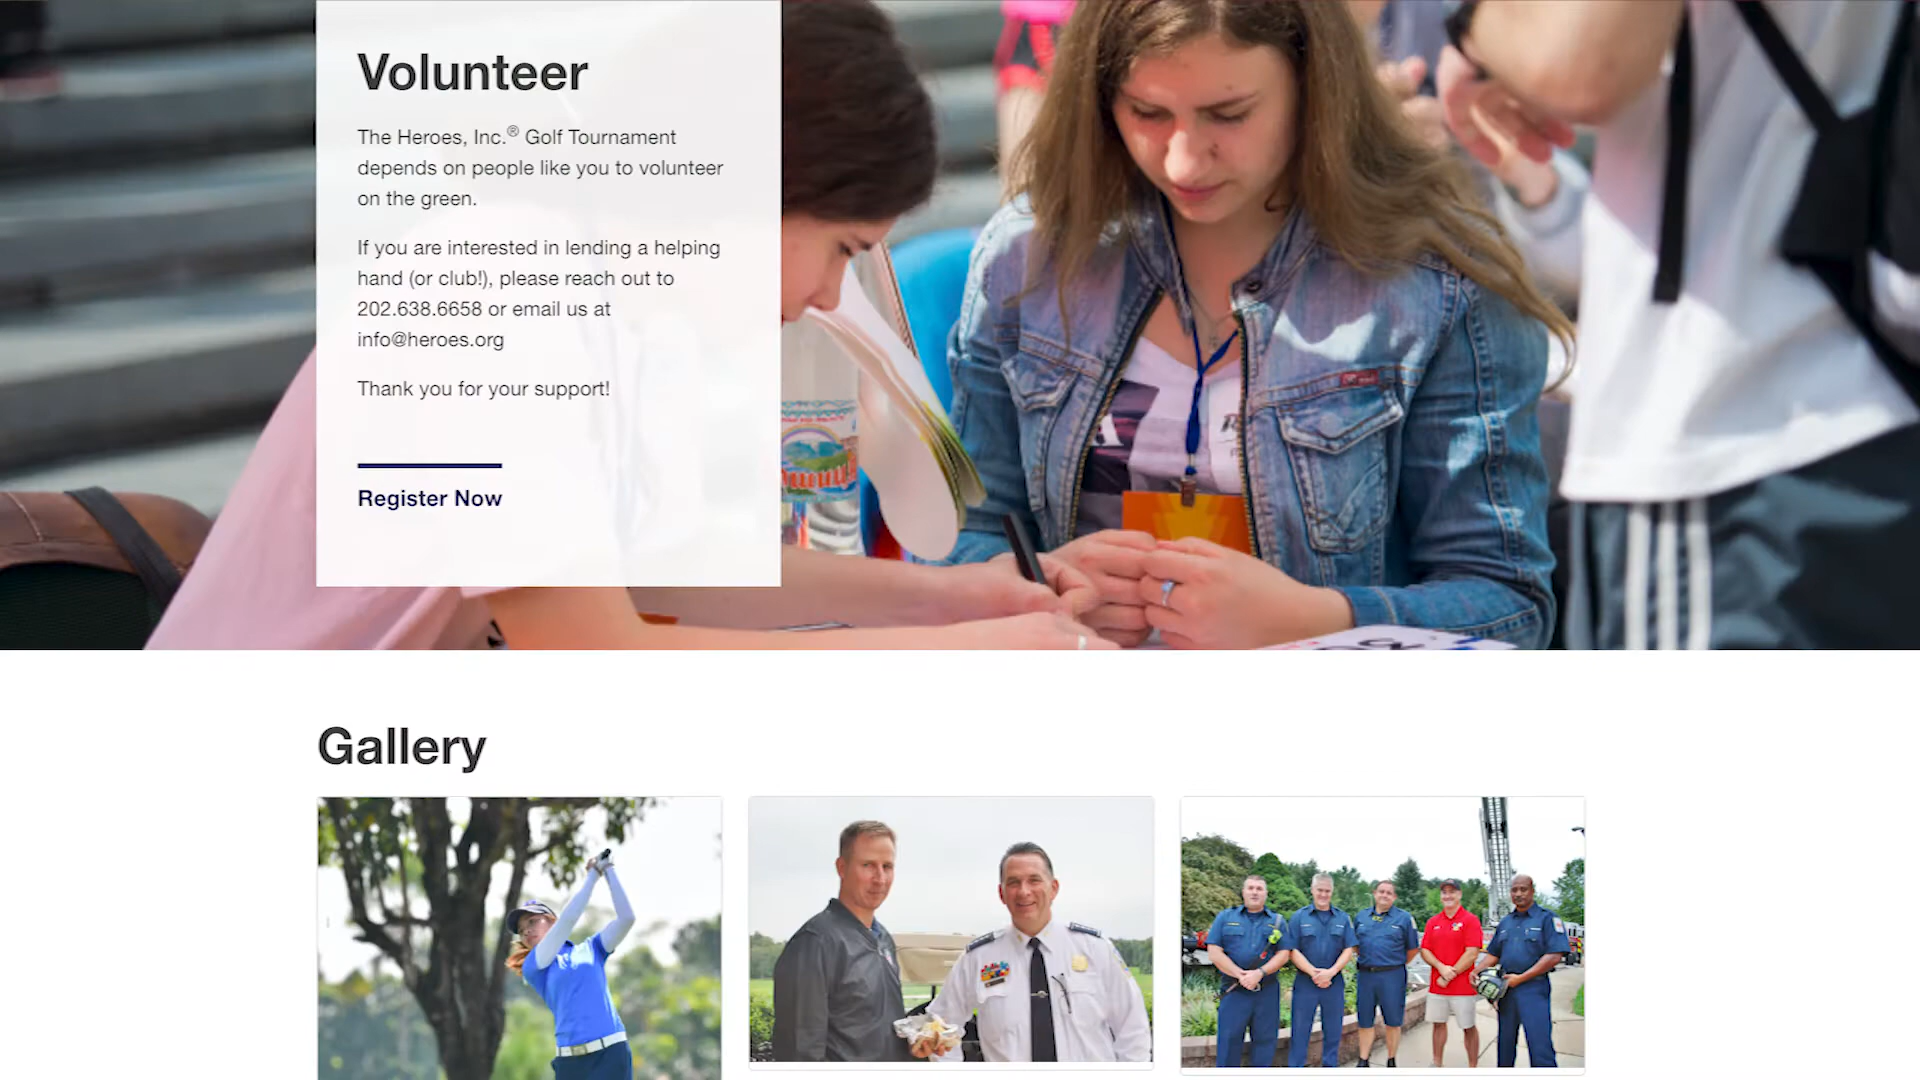 Volunteer
The Heroes, Inc.® Golf Tournament
depends on people like you to volunteer
on the green.
If you are interested in lending a helping
hand (or club!), please reach out to
202.638.6658 or email us at
info@heroes.org
Thank you for your support!
Register Now
Gallery